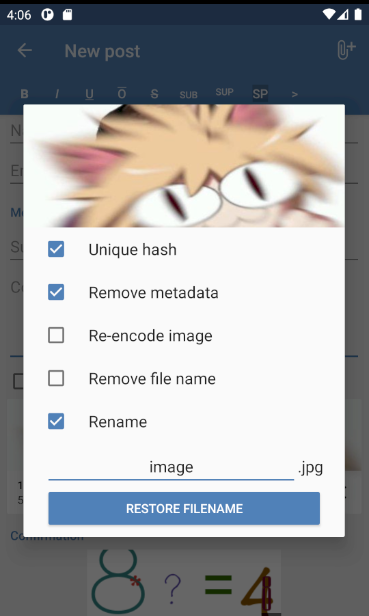 4:06
New post
B I U O S SUB SUP SP >
Unique hash
Remove metadata
Re-encode image
Remove file name
Rename
image .jpg
RESTORE FILENAME
Confirmation
8 * ? = 4